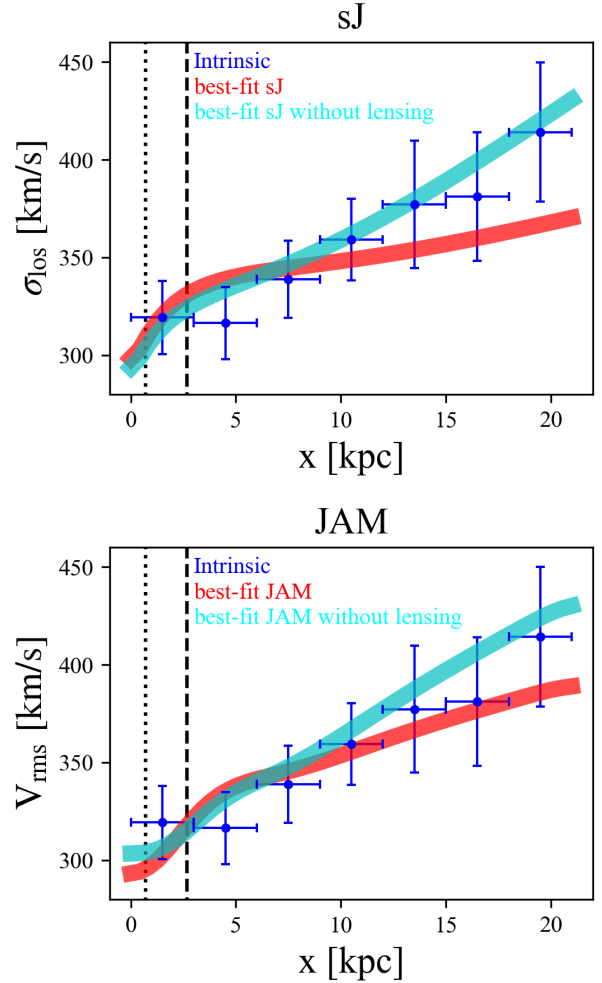 sJ
Intrinsic
best-fit sJ
best-fit sJ without lensing
450
400
350
300
σlos [km/s]
0 5 10 15 20
x [kpc]
JAM
Intrinsic
best-fit JAM
best-fit JAM without lensing
450
400
350
300
Vrms [km/s]
0 5 10 15 20
x [kpc]